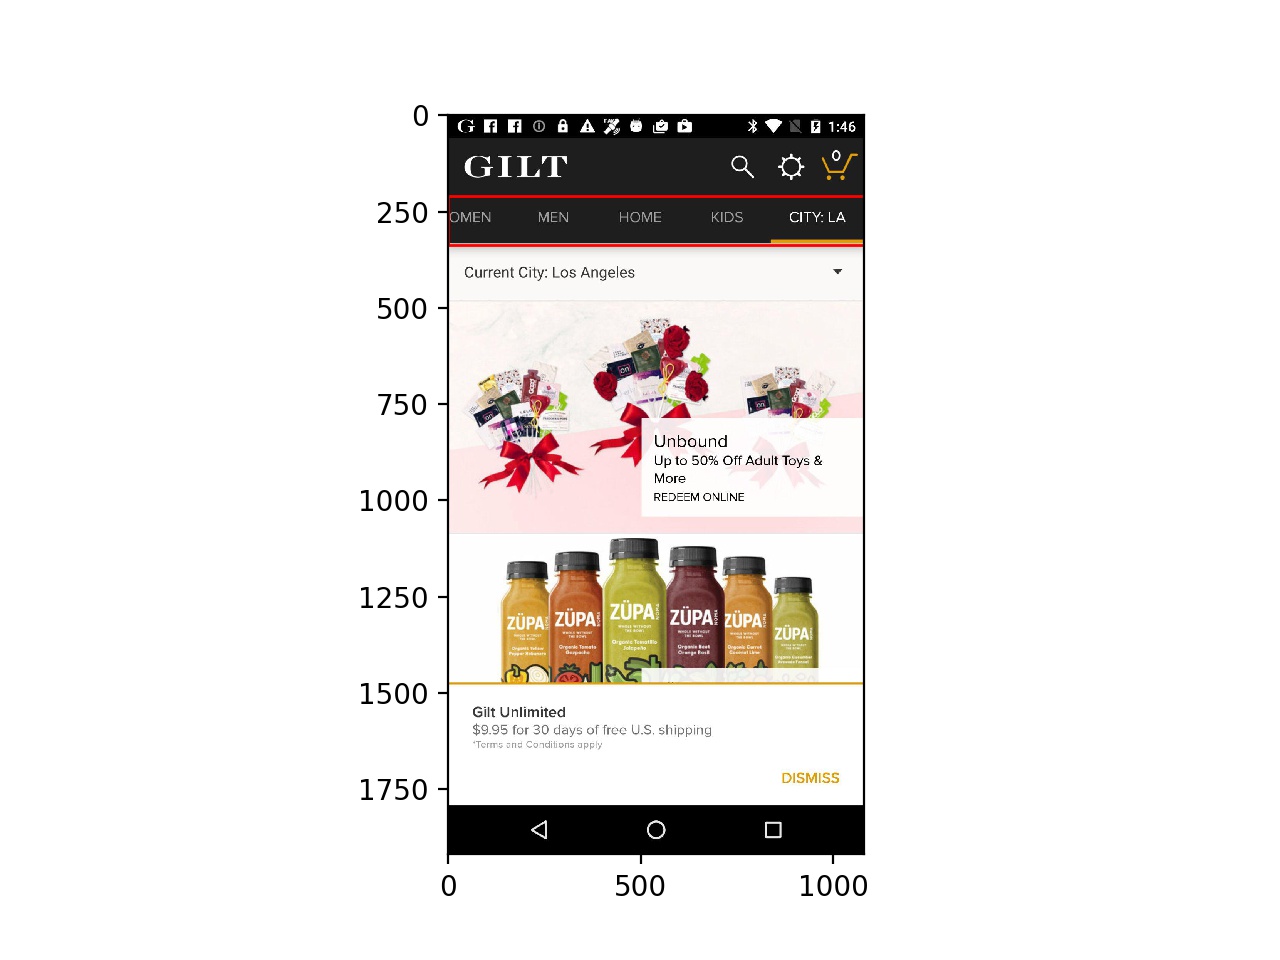 0
G 1:46
GILT 0
250
OMEN MEN HOME KIDS CITY: LA
Current City: Los Angeles
500
750
Unbound
Up to 50% Off Adult Toys &
More
REDEEM ONLINE
1000
1250
ZÜPA ZÜPA ZÜPA ZÜPA ZÜPA ZÜPA
1500
Gilt Unlimited
$9.95 for 30 days of free U.S. shipping
*Terms and Conditions apply
DISMISS
1750
0 500 1000